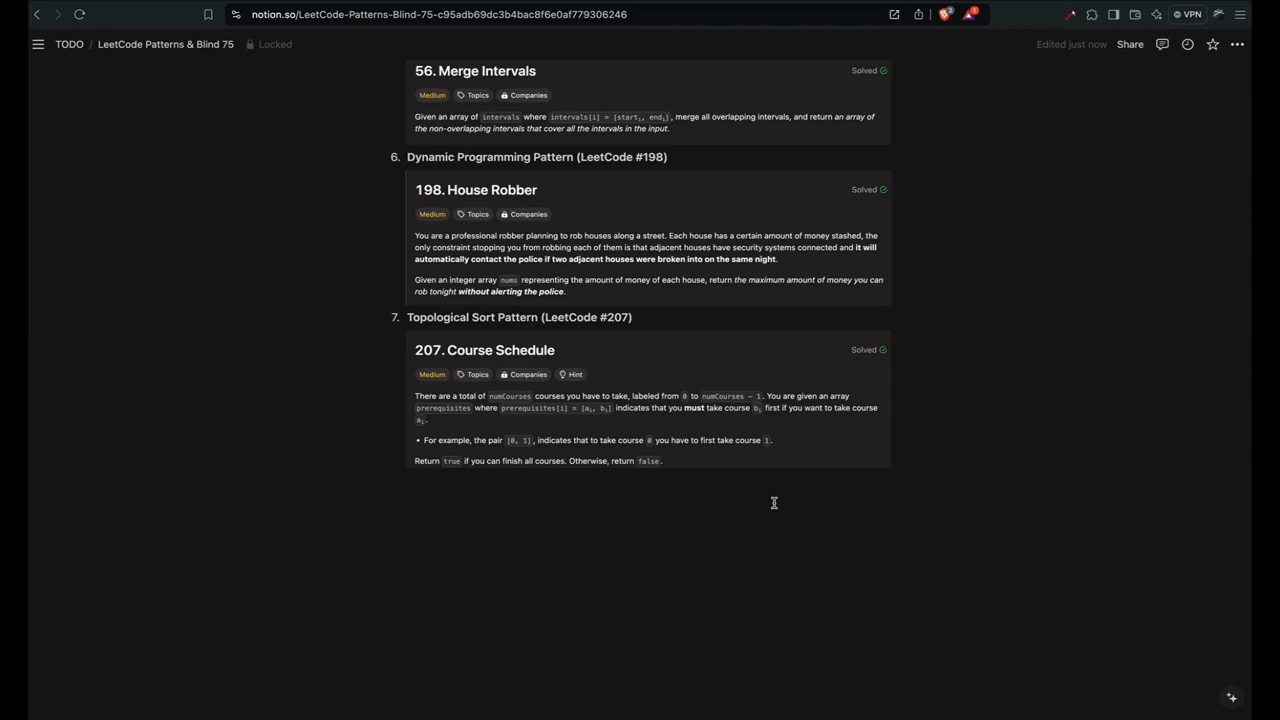 notion.so/LeetCode-Patterns-Blind-75-c95adb69dc3b4bac8f6e0af779306246
2
1
VPN
TODO / LeetCode Patterns & Blind 75 Locked
Edited just now Share
56. Merge Intervals Solved
Medium Topics Companies
Given an array of intervals where intervals[i] = [starti, endi], merge all overlapping intervals, and return an array of
the non-overlapping intervals that cover all the intervals in the input.
6. Dynamic Programming Pattern (LeetCode #198)
198. House Robber Solved
Medium Topics Companies
You are a professional robber planning to rob houses along a street. Each house has a certain amount of money stashed, the
only constraint stopping you from robbing each of them is that adjacent houses have security systems connected and it will
automatically contact the police if two adjacent houses were broken into on the same night.
Given an integer array nums representing the amount of money of each house, return the maximum amount of money you can
rob tonight without alerting the police.
7. Topological Sort Pattern (LeetCode #207)
207. Course Schedule Solved
Medium Topics Companies Hint
There are a total of numCourses courses you have to take, labeled from 0 to numCourses - 1. You are given an array
prerequisites where prerequisites[i] = [ai, bi] indicates that you must take course bi first if you want to take course
ai.
• For example, the pair [0, 1], indicates that to take course 0 you have to first take course 1.
Return true if you can finish all courses. Otherwise, return false.